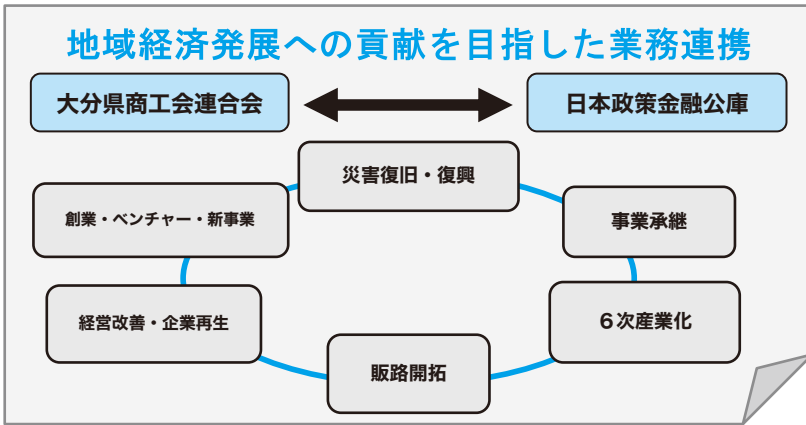 地域経済発展への貢献を目指した業務連携
大分県商工会連合会
日本政策金融公庫
災害復旧・復興
創業・ベンチャー・新事業
事業承継
経営改善・企業再生
６次産業化
販路開拓